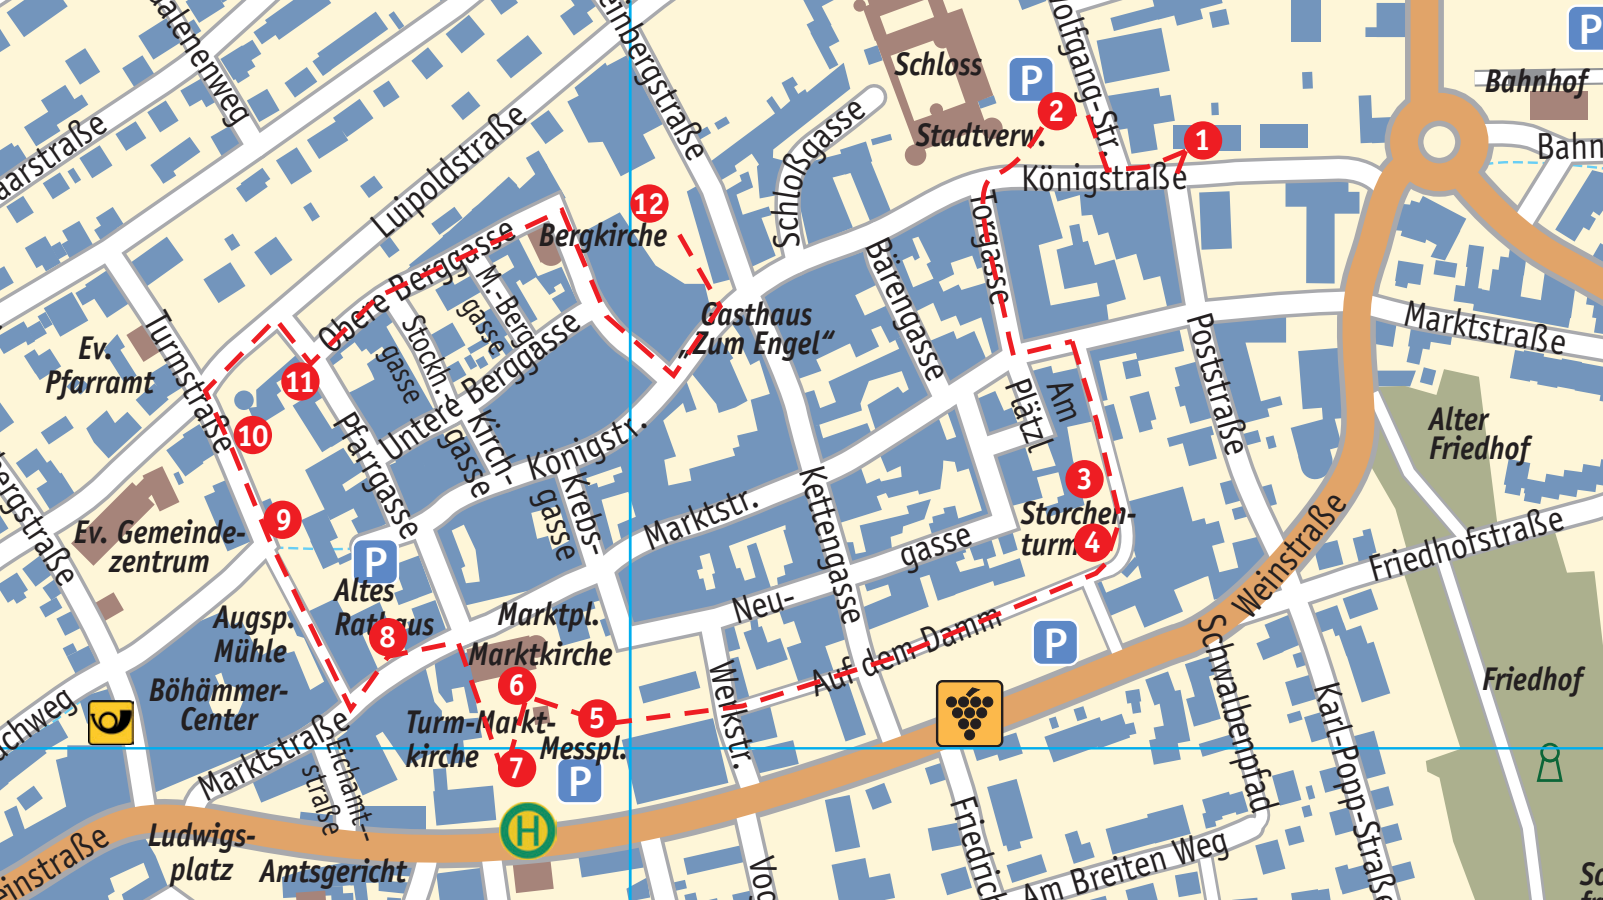 Schloss
P
P
Bahnhof
2
Stadtverw.
1
Königstraße
Luipoldstraße
Schloßgasse
12
Bergkirche
Torgasse
Bärengasse
Obere Berggasse
M.-Berg-
gasse
Stockh.-
gasse
Untere Berggasse
Gasthaus
„Zum Engel“
Marktstraße
Ev.
Pfarramt
Turmstraße
11
10
Am
Plätzl
Poststraße
Alter
Friedhof
Pfarrgasse
Kirch-
gasse
Königstr.
Krebs-
gasse
Marktstr.
Kettengasse
3
Storchen-
turm
4
9
Ev. Gemeinde-
zentrum
P
Altes
Rathaus
8
Augsp.
Mühle
Marktpl.
Marktkirche
Neu-
gasse
Weinstraße
Friedhofstraße
Auf dem Damm
P
Schwalbenpfad
Friedhof
Böhämmer-
Center
6
5
Turm-Markt-
kirche
7
Messpl.
P
Werkstr.
Karl-Popp-Straße
Marktstraße
Eichamt-
straße
H
Ludwigs-
platz
Amtsgericht
Am Breiten Weg